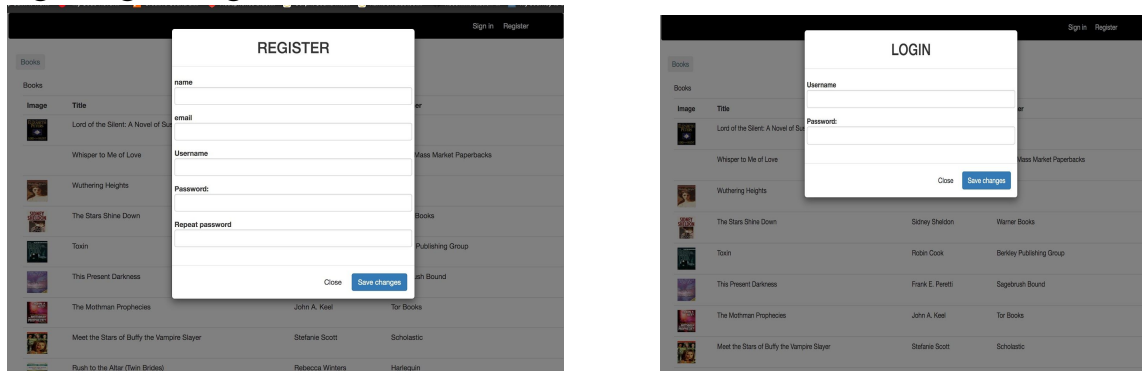 Sign in Register
REGISTER
Books
Books
name
Image Title er
email
Lord of the Silent: A Novel of Sus
Username
Whisper to Me of Love Mass Market Paperbacks
Wuthering Heights
Password:
The Stars Shine Down Books
Repeat password
Toxin Publishing Group
This Present Darkness ush Bound
Close Save changes
The Mothman Prophecies John A. Keel Tor Books
Meet the Stars of Buffy the Vampire Slayer Stefanie Scott Scholastic
Rush to the Altar (Twin Brides) Rebecca Winters Harlequin
Sign in Register
LOGIN
Books
Books
Username
Image Title er
Password:
Lord of the Silent: A Novel of Sus
Whisper to Me of Love Mass Market Paperbacks
Close Save changes
Wuthering Heights
The Stars Shine Down Sidney Sheldon Warner Books
Toxin Robin Cook Berkley Publishing Group
This Present Darkness Frank E. Peretti Sagebrush Bound
The Mothman Prophecies John A. Keel Tor Books
Meet the Stars of Buffy the Vampire Slayer Stefanie Scott Scholastic